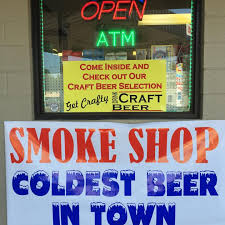 OPEN
ATM
COME INSIDE AND
CHECK OUT OUR
CRAFT BEER SELECTION
Get Crafty
DRINK
CRAFT
BEER
SMOKE SHOP
COLDEST BEER
IN TOWN